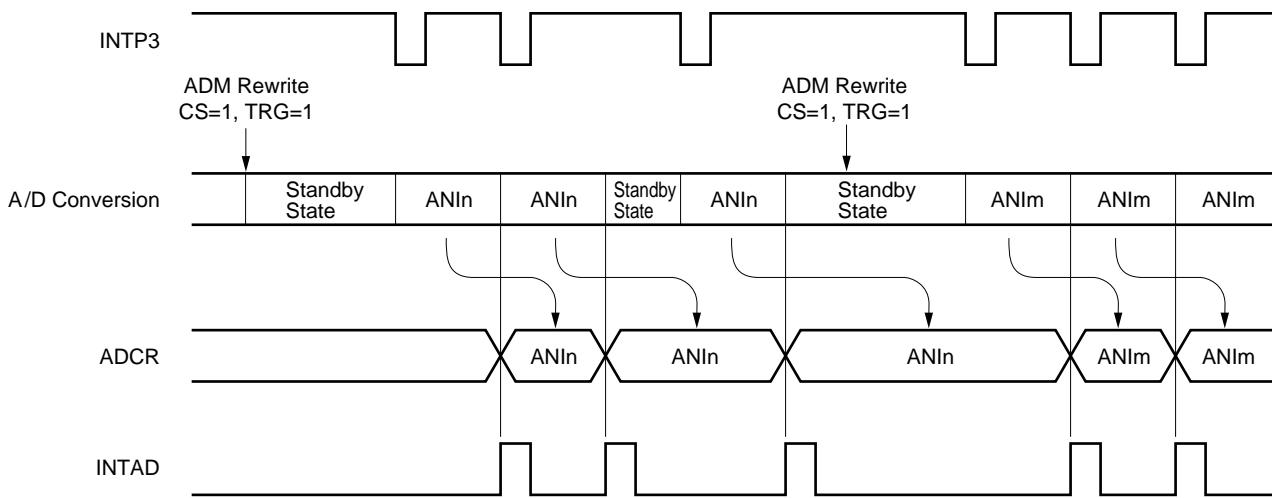 INTP3
ADM Rewrite
CS=1, TRG=1
ADM Rewrite
CS=1, TRG=1
A/D Conversion
Standby
State
ANIn
ANIn
Standby
State
ANIn
Standby
State
ANIm
ANIm
ANIm
ADCR
ANIn
ANIn
ANIn
ANIm
ANIm
INTAD